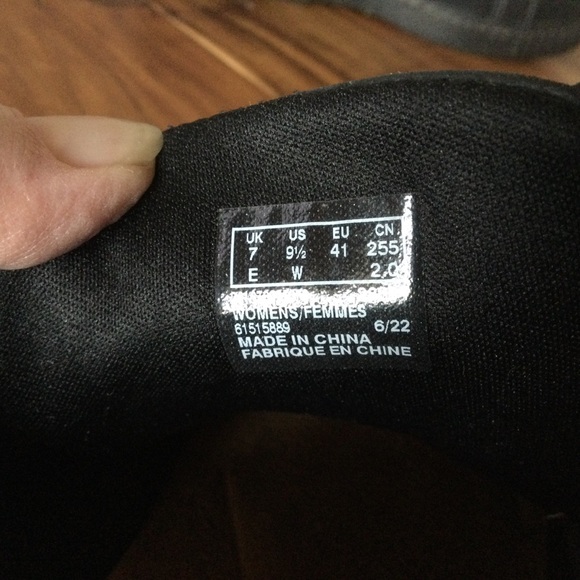 UK US EU CN
7 9½ 41 255
E W 2.0
WOMENS/FEMMES
61515889 6/22
MADE IN CHINA
FABRIQUE EN CHINE